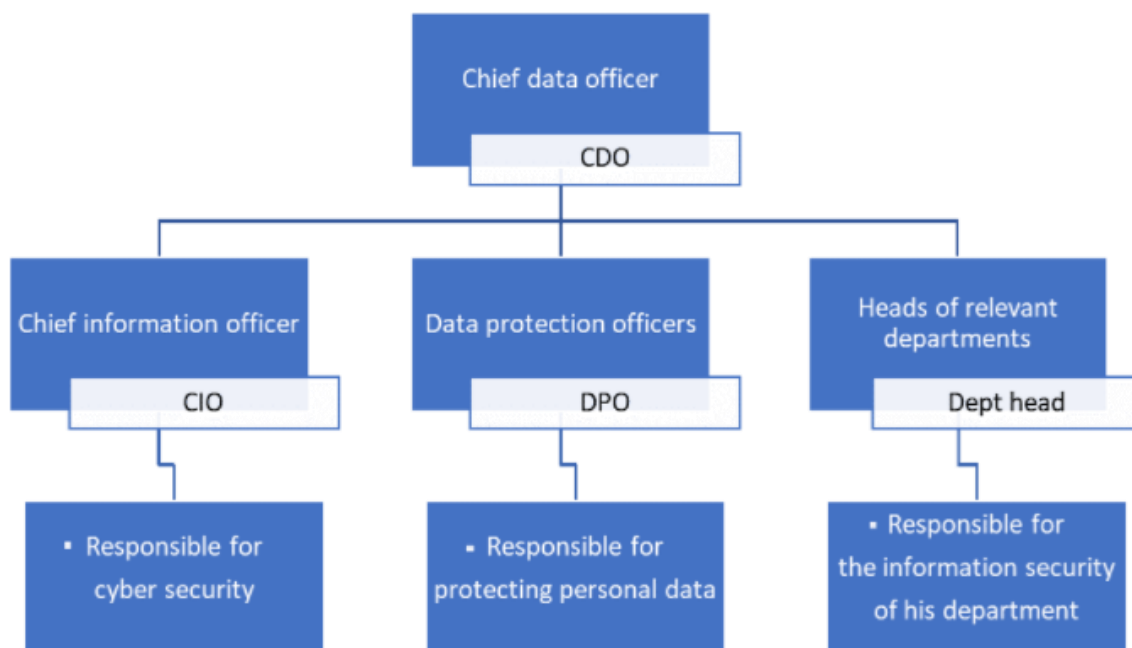 Chief data officer
CDO
Chief information officer
CIO
Data protection officers
DPO
Heads of relevant
departments
Dept head
▪ Responsible for
cyber security
▪ Responsible for
protecting personal data
▪ Responsible for
the information security
of his department